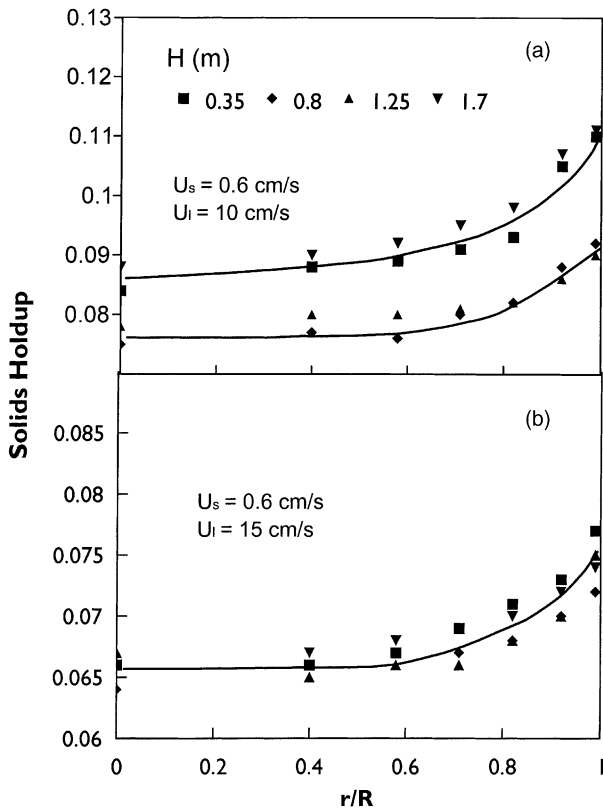 0.13
(a)
H (m)
0.12
■ 0.35 ◆ 0.8 ▲ 1.25 ▼ 1.7
0.11
Us = 0.6 cm/s
0.1
Ul = 10 cm/s
0.09
0.08
Solids Holdup
(b)
0.085
0.08
Us = 0.6 cm/s
Ul = 15 cm/s
0.075
0.07
0.065
0.06
0 0.2 0.4 0.6 0.8 1
r/R